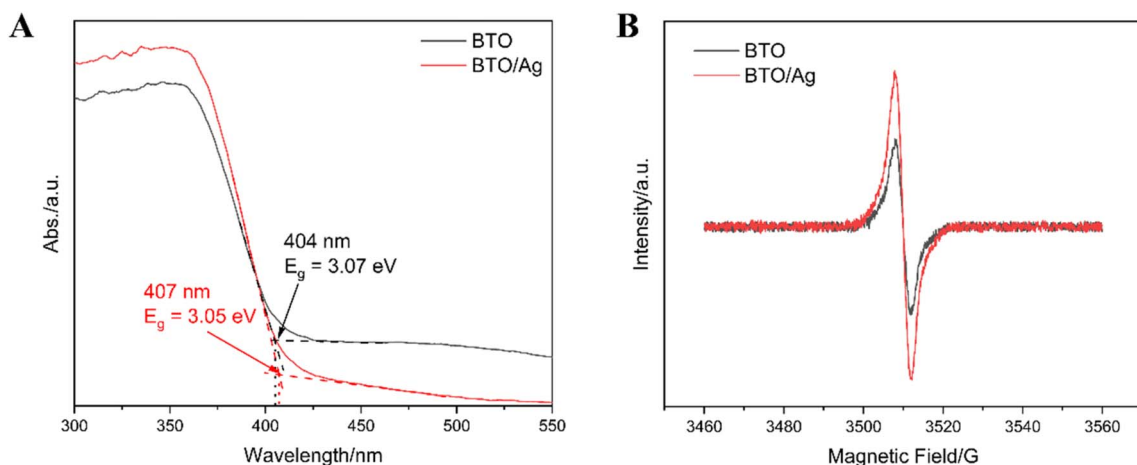 A
BTO
BTO/Ag
Abs./a.u.
404 nm
E_g = 3.07 eV
407 nm
E_g = 3.05 eV
300 350 400 450 500 550
Wavelength/nm
B
BTO
BTO/Ag
Intensity/a.u.
3460 3480 3500 3520 3540 3560
Magnetic Field/G